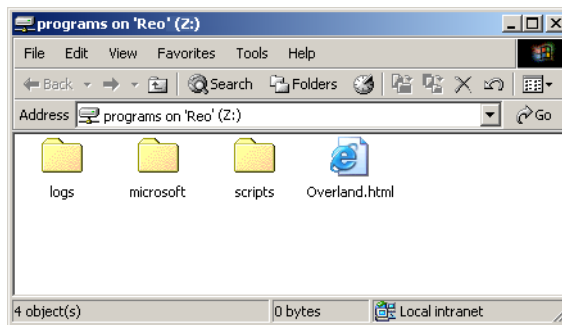 programs on 'Reo' (Z:)
File Edit View Favorites Tools Help
Back Search Folders
Address programs on 'Reo' (Z:) Go
logs microsoft scripts Overland.html
4 object(s) 0 bytes Local intranet